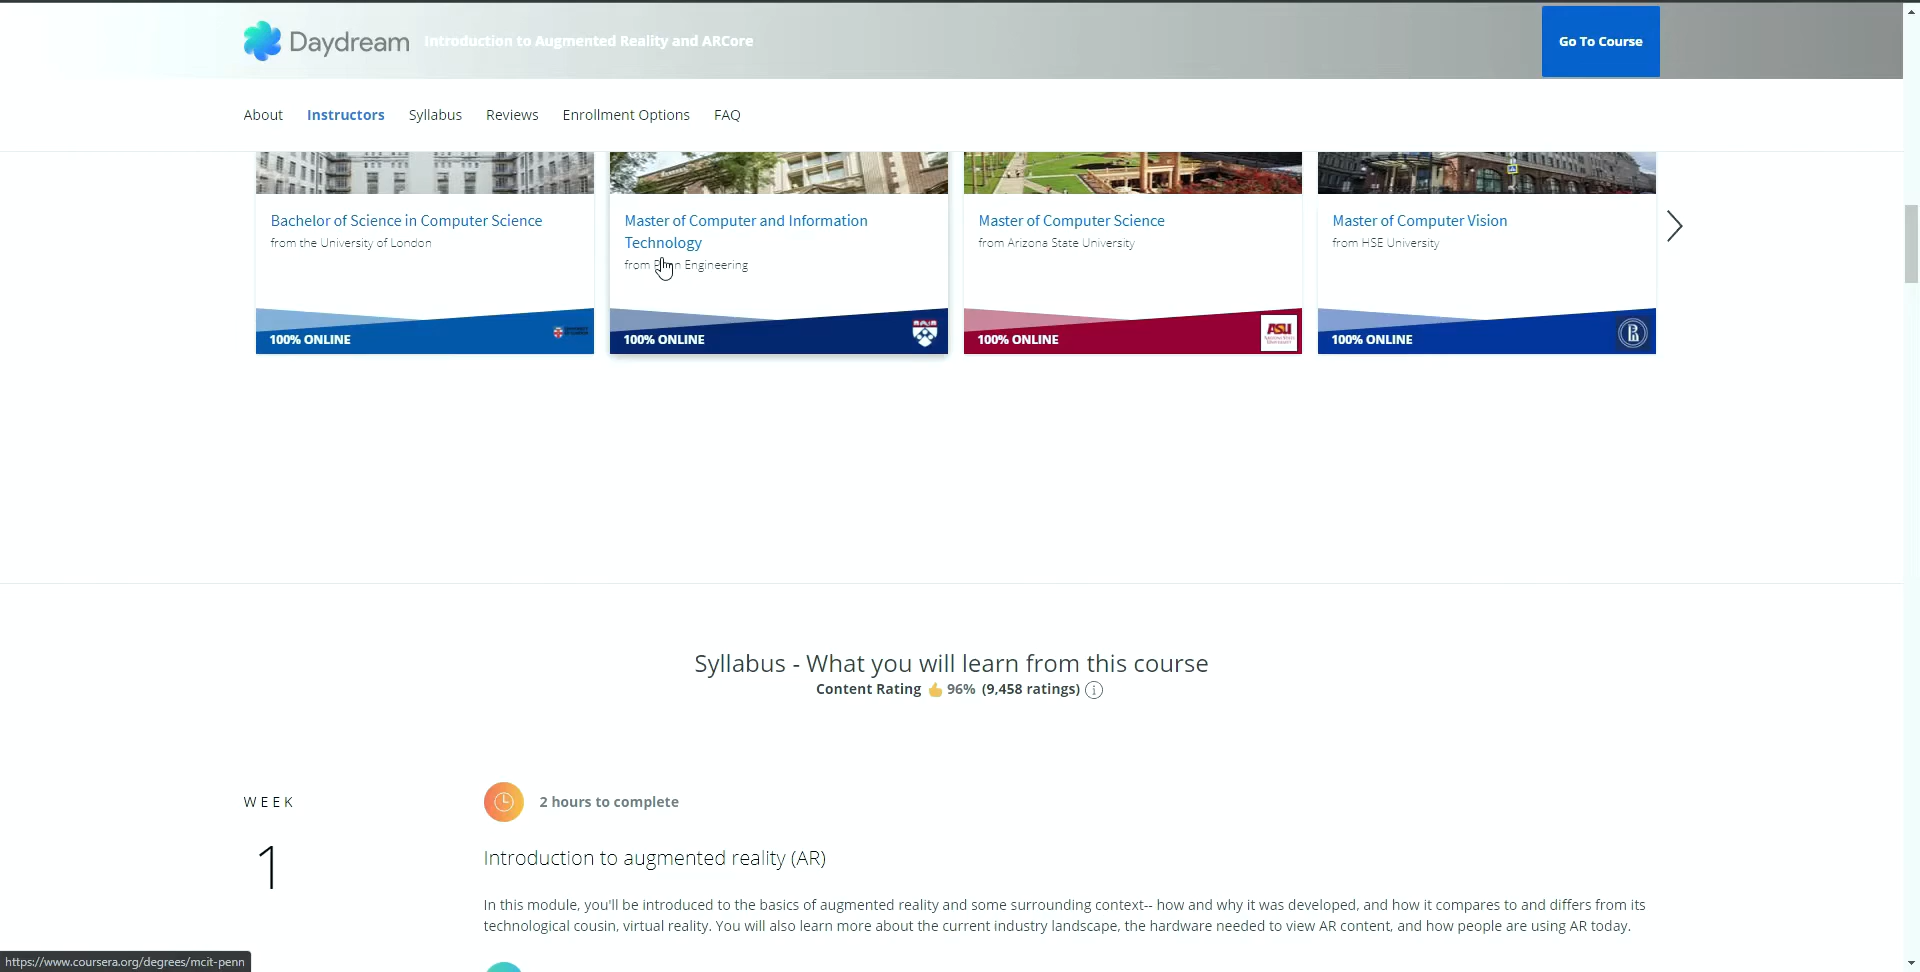 Daydream Introduction to Augmented Reality and ARCore
Go To Course
About Instructors Syllabus Reviews Enrollment Options FAQ
Bachelor of Science in Computer Science
from the University of London
100% ONLINE
Master of Computer and Information
Technology
from Engineering
100% ONLINE
Master of Computer Science
from Arizona State University
100% ONLINE
ASU
Master of Computer Vision
from HSE University
100% ONLINE
Syllabus - What you will learn from this course
Content Rating 96% (9,458 ratings)
WEEK
1
2 hours to complete
Introduction to augmented reality (AR)
In this module, you'll be introduced to the basics of augmented reality and some surrounding context-- how and why it was developed, and how it compares to and differs from its
technological cousin, virtual reality. You will also learn more about the current industry landscape, the hardware needed to view AR content, and how people are using AR today.
https://www.coursera.org/degrees/mcit-penn